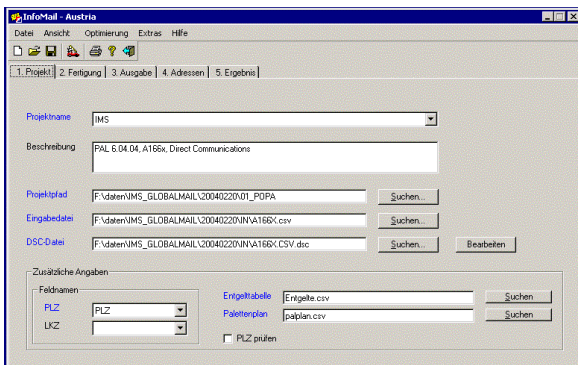 InfoMail - Austria
Datei Ansicht Optimierung Extras Hilfe
1. Projekt 2. Fertigung 3. Ausgabe 4. Adressen 5. Ergebnis
Projektname IMS
Beschreibung PAL 6.04.04, A166x, Direct Communications
Projektpfad F:\daten\IMS_GLOBALMAIL\20040220\01_POPA Suchen...
Eingabedatei F:\daten\IMS_GLOBALMAIL\20040220\IN\A166X.csv Suchen...
DSC-Datei F:\daten\IMS_GLOBALMAIL\20040220\IN\A166X.CSV.dsc Suchen... Bearbeiten
Zusätzliche Angaben
Feldnamen
PLZ PLZ
LKZ
Entgelttabelle Entgelte.csv Suchen
Palettenplan palplan.csv Suchen
PLZ prüfen